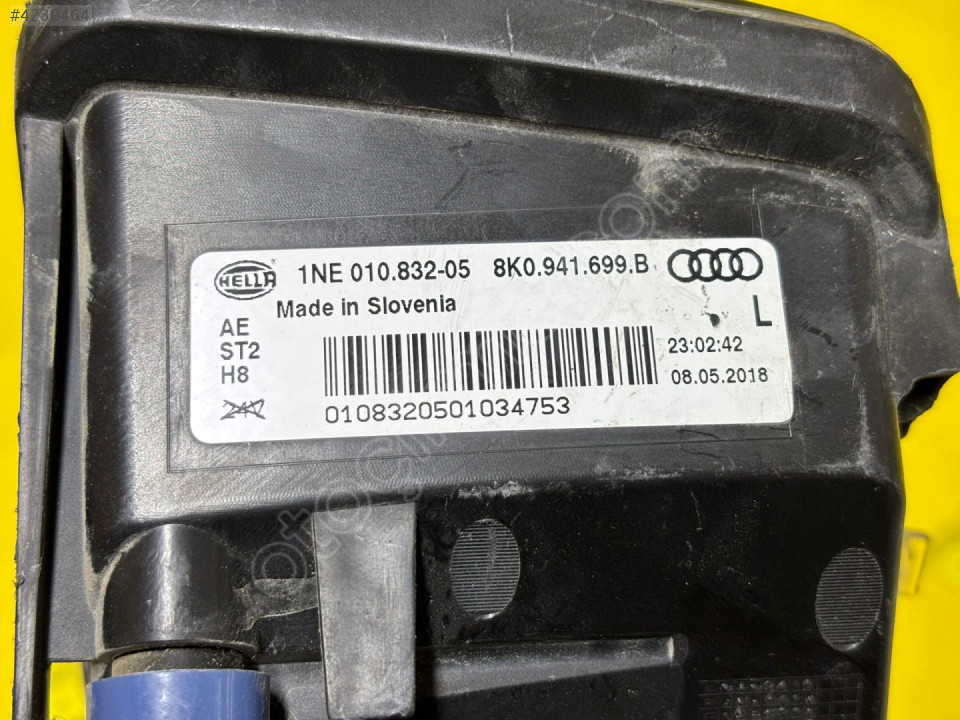 #4230464
HELLA 1NE 010.832-05 8K0.941.699.B
Made in Slovenia
L
AE
ST2
H8
23:02:42
08.05.2018
0108320501034753